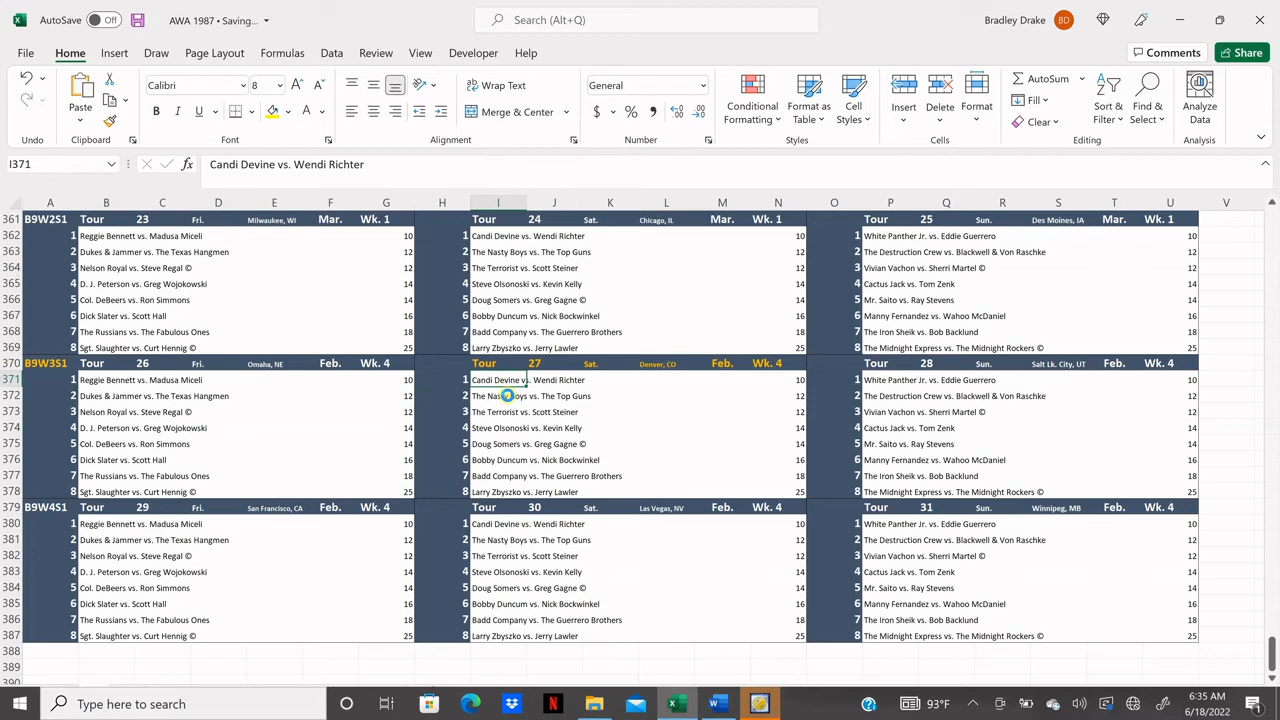 AutoSave Off AWA 1987 • Saving... Search (Alt+Q) Bradley Drake BD
File Home Insert Draw Page Layout Formulas Data Review View Developer Help Comments Share
Paste Calibri 8 A A Wrap Text General Conditional Formatting Format as Table Cell Styles Insert Delete Format AutoSum Fill Clear Sort & Filter Find & Select Analyze Data
B I U A Merge & Center $ % ,
Undo Clipboard Font Alignment Number Styles Cells Editing Analysis
I371 fx Candi Devine vs. Wendi Richter
A B C D E F G H I J K L M N O P Q R S T U V
361 B9W2S1 Tour 23 Fri. Milwaukee, WI Mar. Wk. 1 Tour 24 Sat. Chicago, IL Mar. Wk. 1 Tour 25 Sun. Des Moines, IA Mar. Wk. 1
362 1 Reggie Bennett vs. Madusa Miceli 10 1 Candi Devine vs. Wendi Richter 10 1 White Panther Jr. vs. Eddie Guerrero 10
363 2 Dukes & Jammer vs. The Texas Hangmen 12 2 The Nasty Boys vs. The Top Guns 12 2 The Destruction Crew vs. Blackwell & Von Raschke 12
364 3 Nelson Royal vs. Steve Regal © 12 3 The Terrorist vs. Scott Steiner 12 3 Vivian Vachon vs. Sherri Martel © 12
365 4 D. J. Peterson vs. Greg Wojokowski 14 4 Steve Olsonoski vs. Kevin Kelly 14 4 Cactus Jack vs. Tom Zenk 14
366 5 Col. DeBeers vs. Ron Simmons 14 5 Doug Somers vs. Greg Gagne © 14 5 Mr. Saito vs. Ray Stevens 14
367 6 Dick Slater vs. Scott Hall 16 6 Bobby Duncum vs. Nick Bockwinkel 16 6 Manny Fernandez vs. Wahoo McDaniel 16
368 7 The Russians vs. The Fabulous Ones 18 7 Badd Company vs. The Guerrero Brothers 18 7 The Iron Sheik vs. Bob Backlund 18
369 8 Sgt. Slaughter vs. Curt Hennig © 25 8 Larry Zbyszko vs. Jerry Lawler 25 8 The Midnight Express vs. The Midnight Rockers © 25
370 B9W3S1 Tour 26 Fri. Omaha, NE Feb. Wk. 4 Tour 27 Sat. Denver, CO Feb. Wk. 4 Tour 28 Sun. Salt Lk. City, UT Feb. Wk. 4
371 1 Reggie Bennett vs. Madusa Miceli 10 1 Candi Devine vs. Wendi Richter 10 1 White Panther Jr. vs. Eddie Guerrero 10
372 2 Dukes & Jammer vs. The Texas Hangmen 12 2 The Nasty Boys vs. The Top Guns 12 2 The Destruction Crew vs. Blackwell & Von Raschke 12
373 3 Nelson Royal vs. Steve Regal © 12 3 The Terrorist vs. Scott Steiner 12 3 Vivian Vachon vs. Sherri Martel © 12
374 4 D. J. Peterson vs. Greg Wojokowski 14 4 Steve Olsonoski vs. Kevin Kelly 14 4 Cactus Jack vs. Tom Zenk 14
375 5 Col. DeBeers vs. Ron Simmons 14 5 Doug Somers vs. Greg Gagne © 14 5 Mr. Saito vs. Ray Stevens 14
376 6 Dick Slater vs. Scott Hall 16 6 Bobby Duncum vs. Nick Bockwinkel 16 6 Manny Fernandez vs. Wahoo McDaniel 16
377 7 The Russians vs. The Fabulous Ones 18 7 Badd Company vs. The Guerrero Brothers 18 7 The Iron Sheik vs. Bob Backlund 18
378 8 Sgt. Slaughter vs. Curt Hennig © 25 8 Larry Zbyszko vs. Jerry Lawler 25 8 The Midnight Express vs. The Midnight Rockers © 25
379 B9W4S1 Tour 29 Fri. San Francisco, CA Feb. Wk. 4 Tour 30 Sat. Las Vegas, NV Feb. Wk. 4 Tour 31 Sun. Winnipeg, MB Feb. Wk. 4
380 1 Reggie Bennett vs. Madusa Miceli 10 1 Candi Devine vs. Wendi Richter 10 1 White Panther Jr. vs. Eddie Guerrero 10
381 2 Dukes & Jammer vs. The Texas Hangmen 12 2 The Nasty Boys vs. The Top Guns 12 2 The Destruction Crew vs. Blackwell & Von Raschke 12
382 3 Nelson Royal vs. Steve Regal © 12 3 The Terrorist vs. Scott Steiner 12 3 Vivian Vachon vs. Sherri Martel © 12
383 4 D. J. Peterson vs. Greg Wojokowski 14 4 Steve Olsonoski vs. Kevin Kelly 14 4 Cactus Jack vs. Tom Zenk 14
384 5 Col. DeBeers vs. Ron Simmons 14 5 Doug Somers vs. Greg Gagne © 14 5 Mr. Saito vs. Ray Stevens 14
385 6 Dick Slater vs. Scott Hall 16 6 Bobby Duncum vs. Nick Bockwinkel 16 6 Manny Fernandez vs. Wahoo McDaniel 16
386 7 The Russians vs. The Fabulous Ones 18 7 Badd Company vs. The Guerrero Brothers 18 7 The Iron Sheik vs. Bob Backlund 18
387 8 Sgt. Slaughter vs. Curt Hennig © 25 8 Larry Zbyszko vs. Jerry Lawler 25 8 The Midnight Express vs. The Midnight Rockers © 25
388
389
390
Type here to search 93°F 6:35 AM
6/18/2022